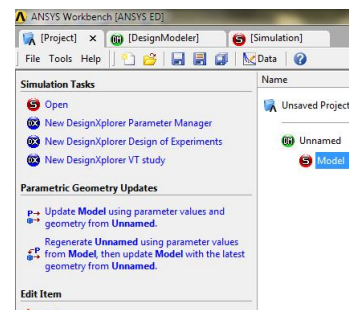 ANSYS Workbench [ANSYS ED]
[Project] [DesignModeler] [Simulation]
File Tools Help Data
Simulation Tasks
Open
New DesignXplorer Parameter Manager
New DesignXplorer Design of Experiments
New DesignXplorer VT study
Parametric Geometry Updates
Update Model using parameter values and
geometry from Unnamed.
Regenerate Unnamed using parameter values
from Model, then update Model with the latest
geometry from Unnamed.
Edit Item
Name
Unsaved Project
Unnamed
Model